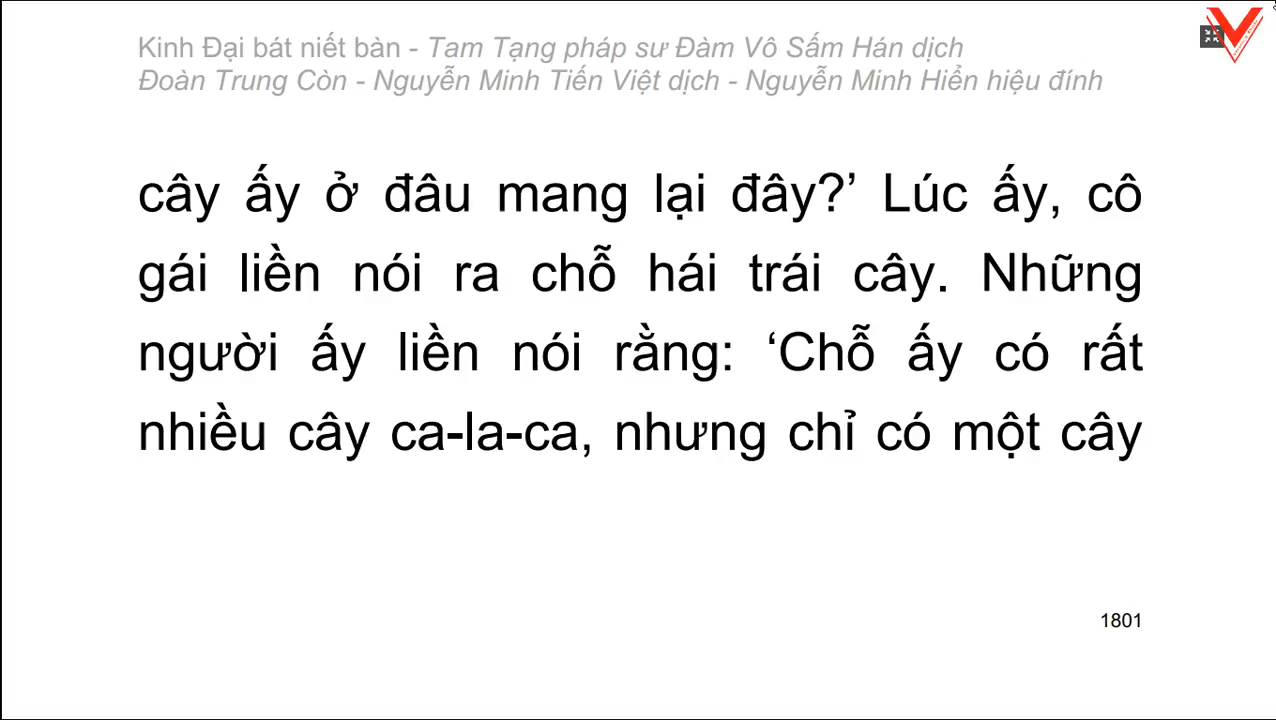 Kinh Đại bát niết bàn - Tam Tạng pháp sư Đàm Vô Sấm Hán dịch
Đoàn Trung Còn - Nguyễn Minh Tiến Việt dịch - Nguyễn Minh Hiển hiệu đính
cây ấy ở đâu mang lại đây?’ Lúc ấy, cô
gái liền nói ra chỗ hái trái cây. Những
người ấy liền nói rằng: ‘Chỗ ấy có rất
nhiều cây ca-la-ca, nhưng chỉ có một cây
1801